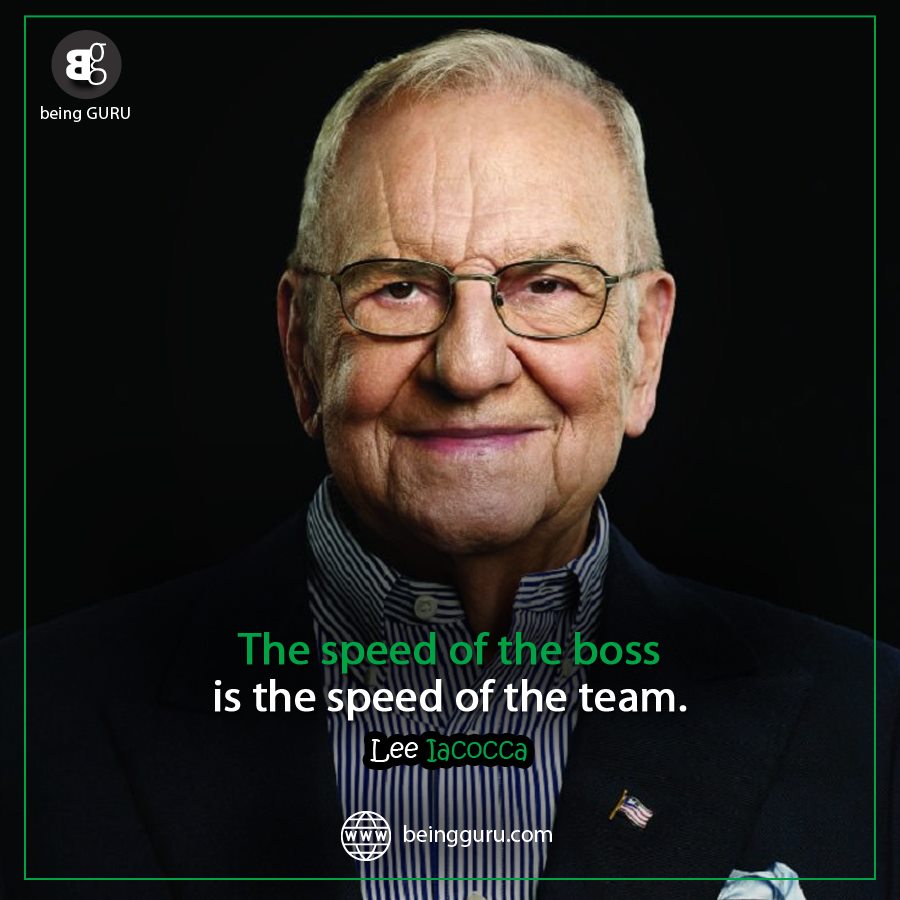 Bg
being GURU
The speed of the boss
is the speed of the team.
Lee Iacocca
WWW
beingguru.com